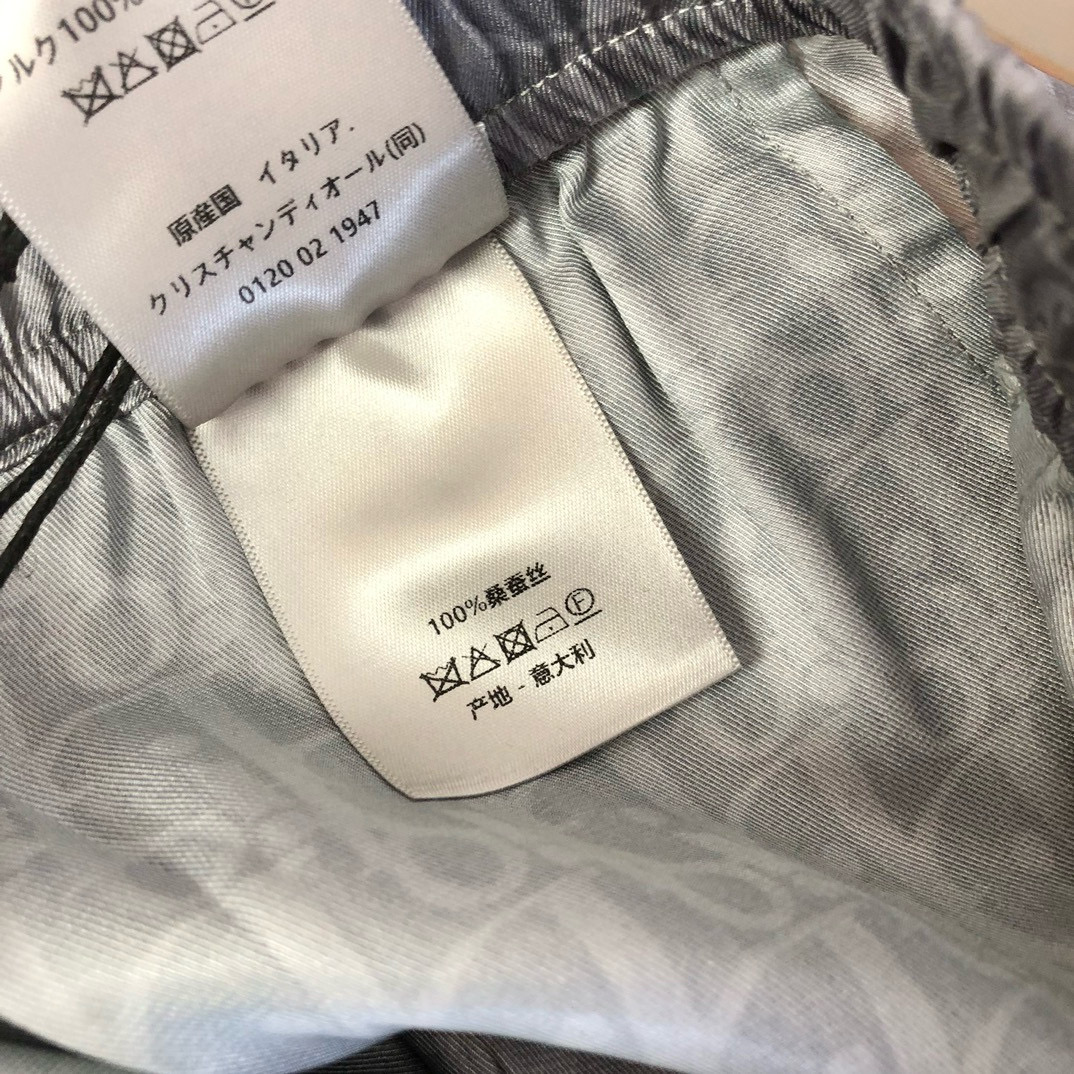 ルク100%
原産国 イタリア.
クリスチャンディオール(同)
0120 02 1947
100%桑蚕丝
F
产地 - 意大利